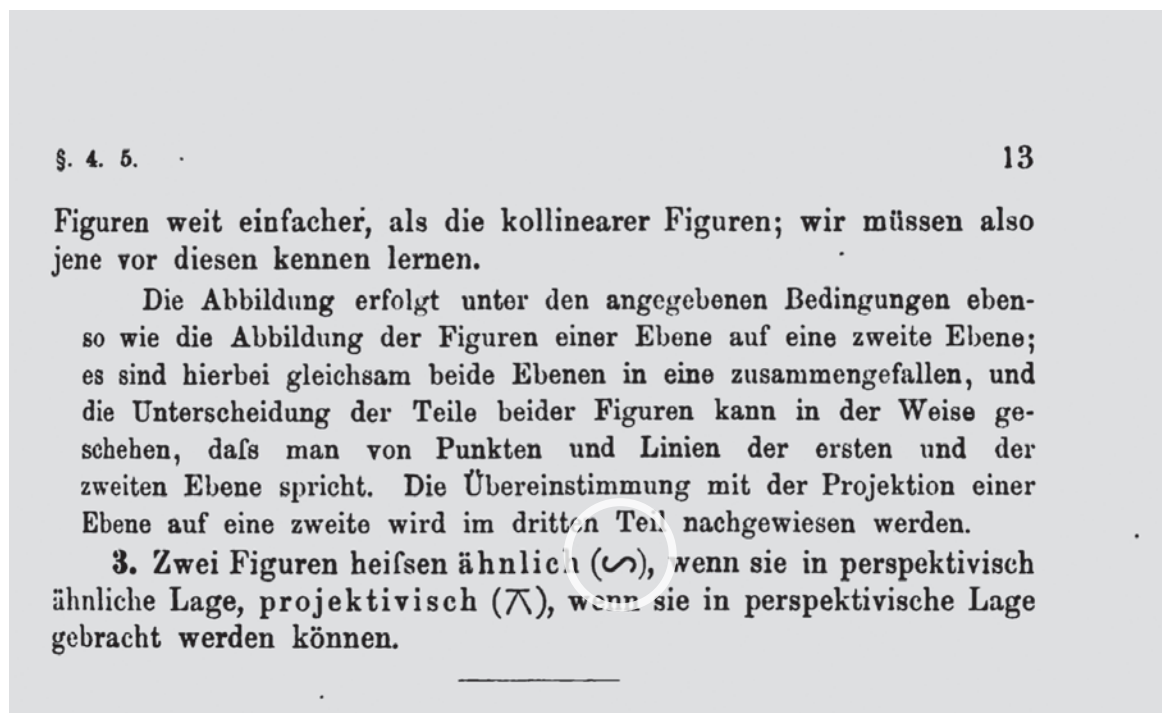 §. 4. 5. 13
Figuren weit einfacher, als die kollinearer Figuren; wir müssen also
jene vor diesen kennen lernen.
Die Abbildung erfolgt unter den angegebenen Bedingungen eben-
so wie die Abbildung der Figuren einer Ebene auf eine zweite Ebene;
es sind hierbei gleichsam beide Ebenen in eine zusammengefallen, und
die Unterscheidung der Teile beider Figuren kann in der Weise ge-
schehen, daſs man von Punkten und Linien der ersten und der
zweiten Ebene spricht. Die Übereinstimmung mit der Projektion einer
Ebene auf eine zweite wird im dritten Teil nachgewiesen werden.
3. Zwei Figuren heiſsen ähnlich (∽), wenn sie in perspektivisch
ähnliche Lage, projektivisch (⌅), wenn sie in perspektivische Lage
gebracht werden können.